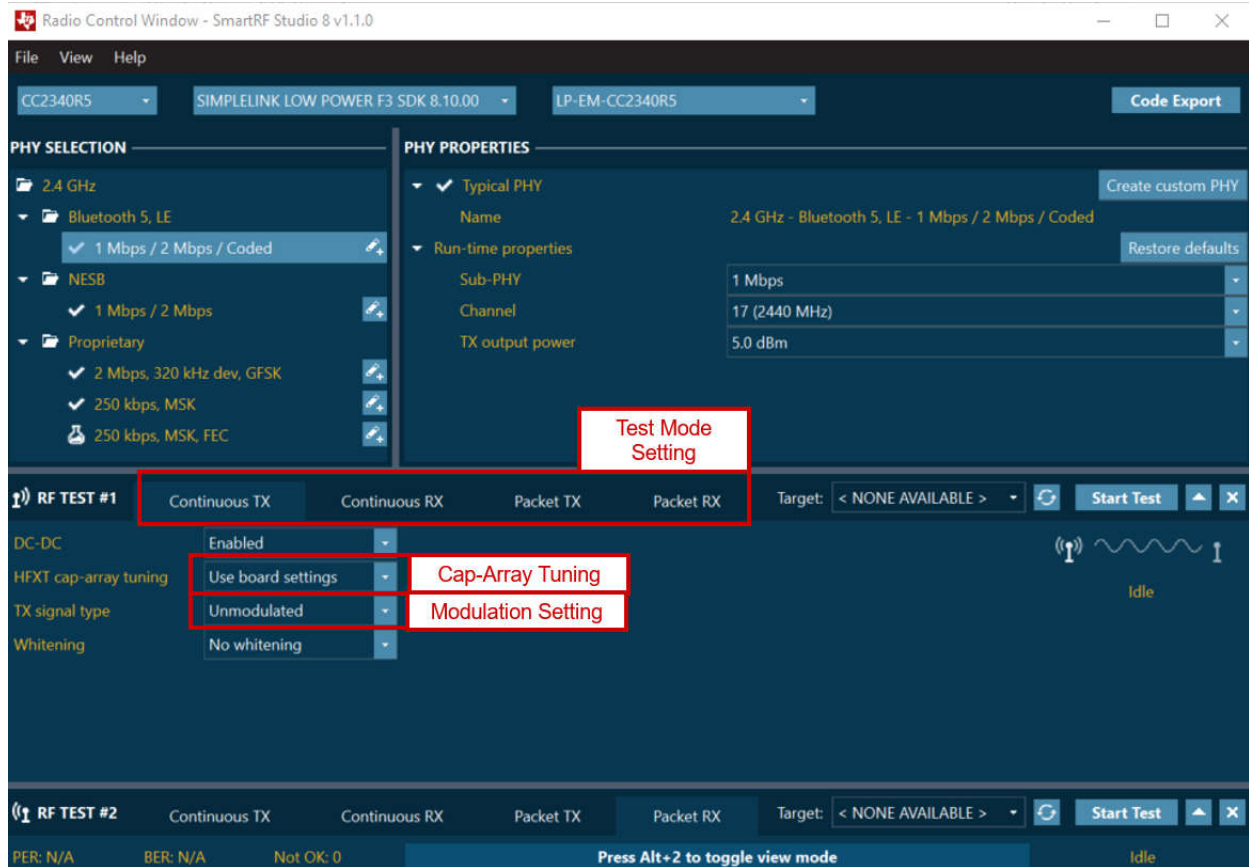 Radio Control Window - SmartRF Studio 8 v1.1.0
File View Help
CC2340R5 SIMPLELINK LOW POWER F3 SDK 8.10.00 LP-EM-CC2340R5 Code Export
PHY SELECTION
2.4 GHz
Bluetooth 5, LE
1 Mbps / 2 Mbps / Coded
NESB
1 Mbps / 2 Mbps
Proprietary
2 Mbps, 320 kHz dev, GFSK
250 kbps, MSK
250 kbps, MSK, FEC
PHY PROPERTIES
Typical PHY Create custom PHY
Name 2.4 GHz - Bluetooth 5, LE - 1 Mbps / 2 Mbps / Coded
Run-time properties Restore defaults
Sub-PHY 1 Mbps
Channel 17 (2440 MHz)
TX output power 5.0 dBm
Test Mode
Setting
RF TEST #1 Continuous TX Continuous RX Packet TX Packet RX Target: < NONE AVAILABLE > Start Test
DC-DC Enabled
HFXT cap-array tuning Use board settings Cap-Array Tuning
Idle
TX signal type Unmodulated Modulation Setting
Whitening No whitening
RF TEST #2 Continuous TX Continuous RX Packet TX Packet RX Target: < NONE AVAILABLE > Start Test
PER: N/A BER: N/A Not OK: 0 Press Alt+2 to toggle view mode Idle